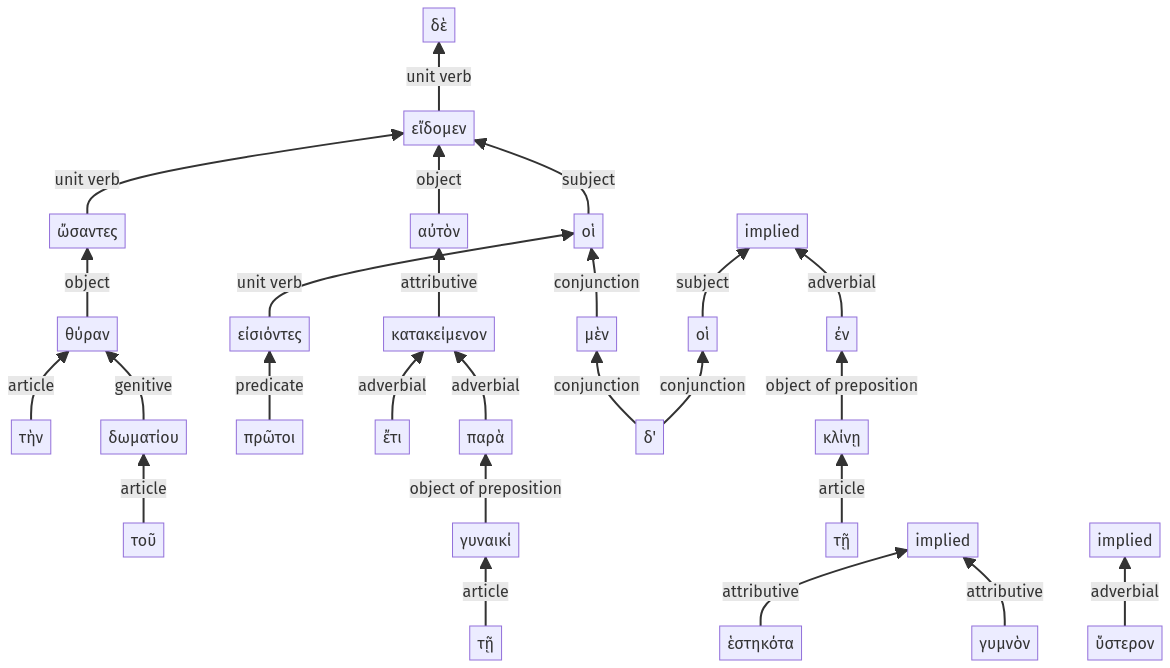 δὲ
unit verb
εἴδομεν
unit verb object subject
ὤσαντες αὐτὸν οἱ implied
object unit verb attributive conjunction subject adverbial
θύραν εἰσιόντες κατακείμενον μὲν οἱ ἐν
article genitive predicate adverbial adverbial conjunction conjunction object of preposition
τὴν δωματίου πρῶτοι ἔτι παρὰ δ' κλίνῃ
article object of preposition article
τοῦ γυναικί τῇ implied implied
article attributive attributive adverbial
τῇ ἑστηκότα γυμνὸν ὕστερον